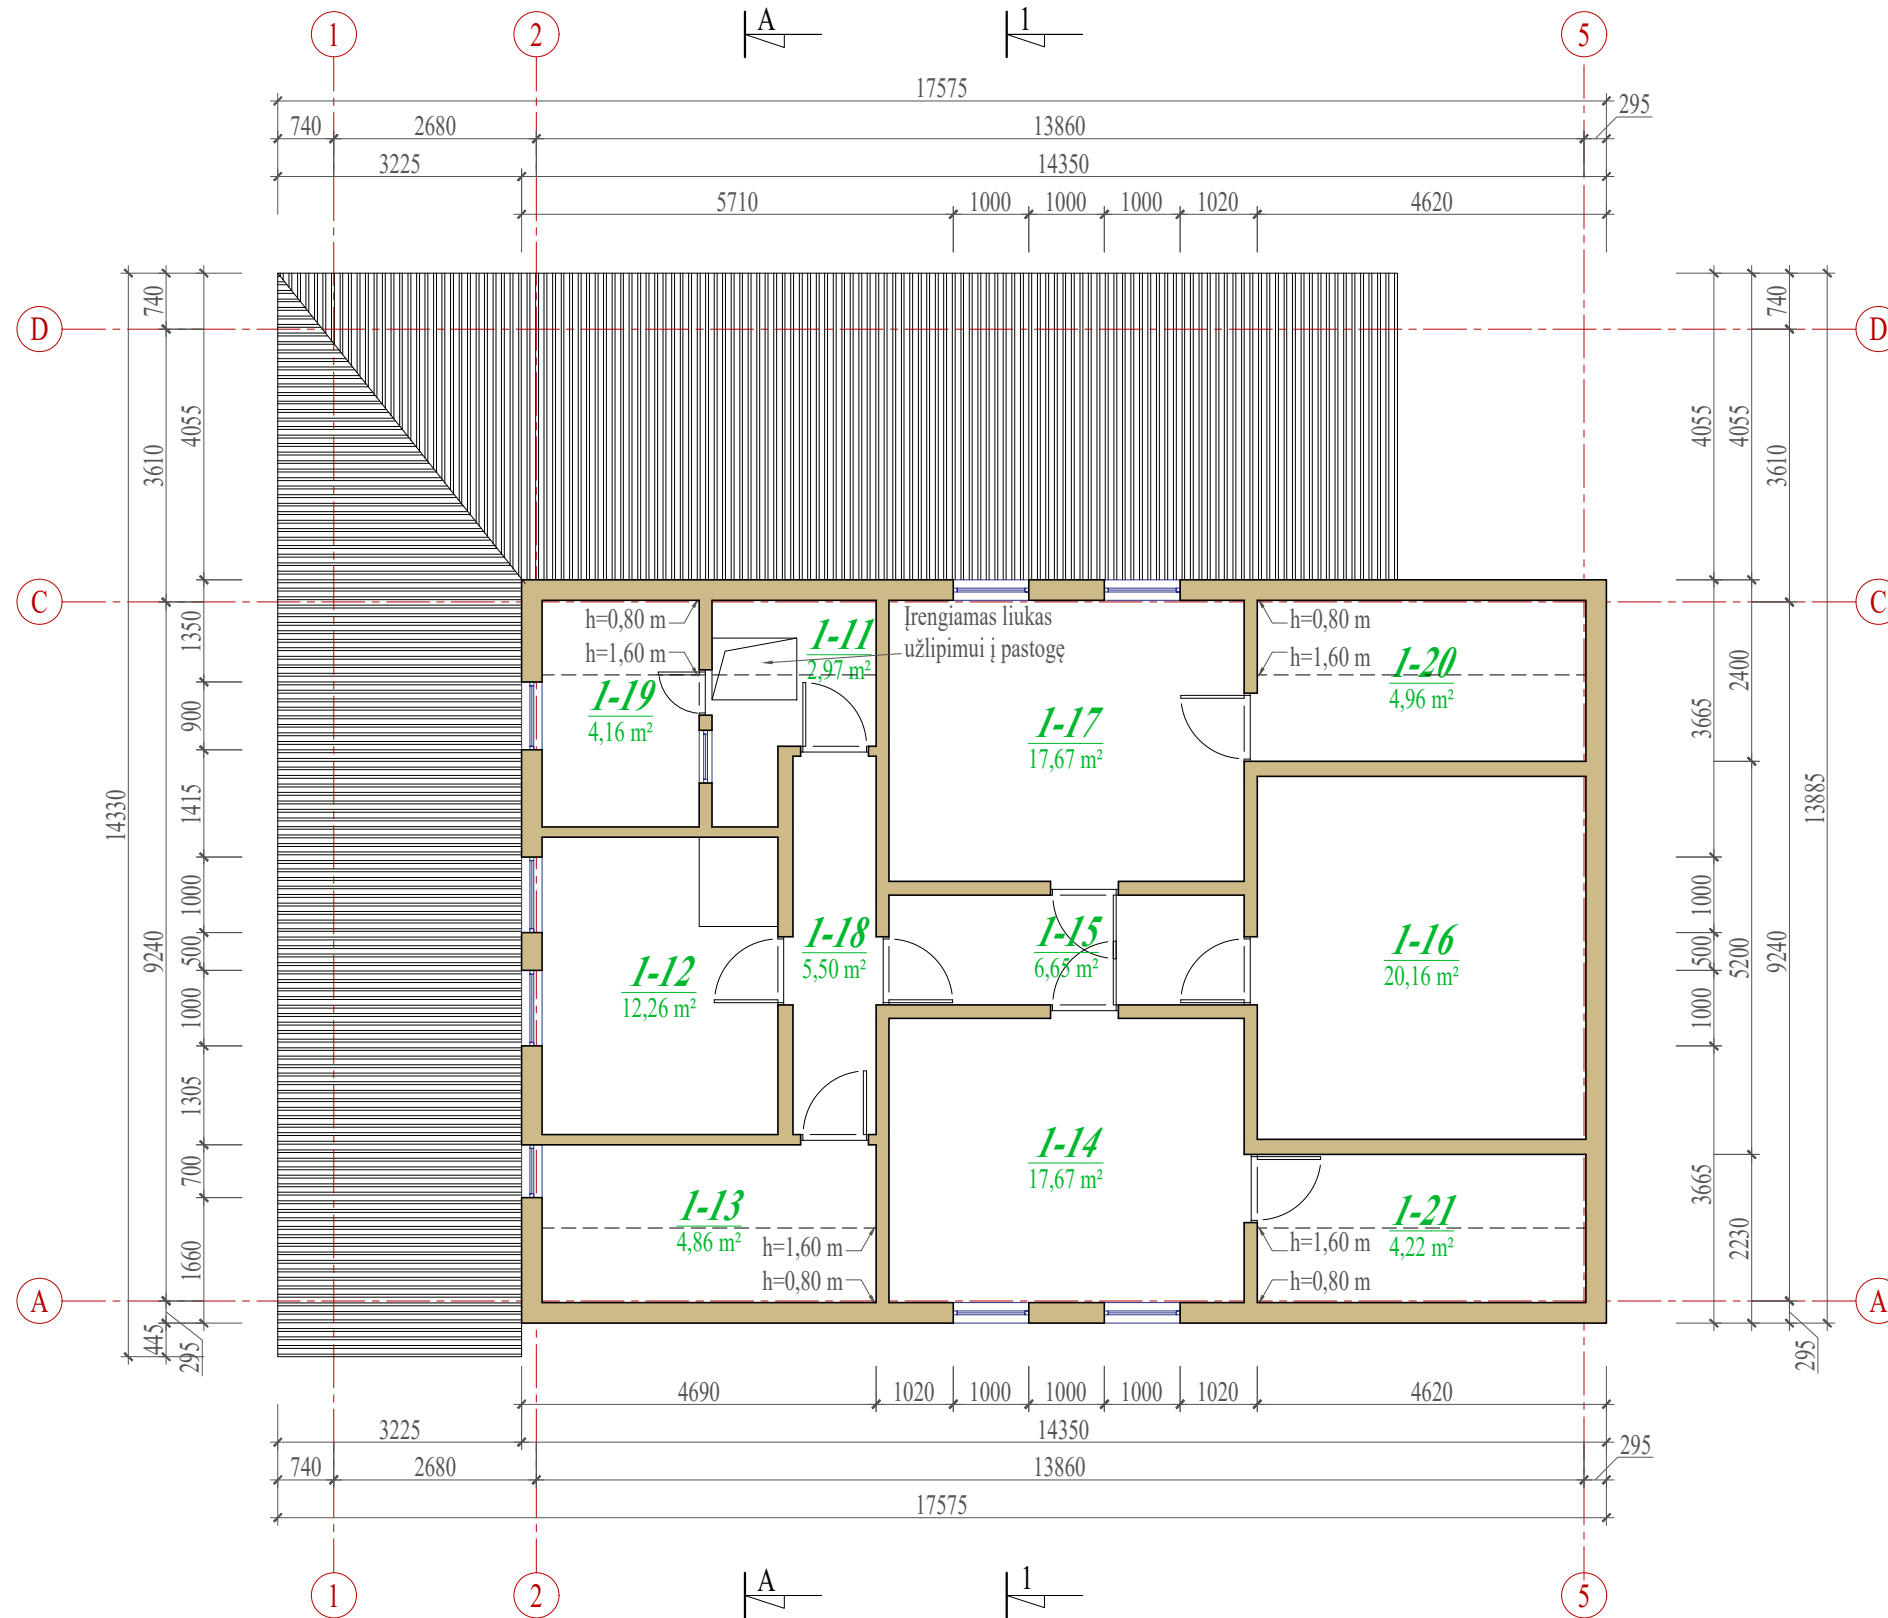 A
1
1
2
5
17575
740
2680
13860
295
3225
14350
5710
1000
1000
1000
1020
4620
D
D
C
C
A
A
14330
740
3610
9240
445
295
4055
1350
900
1415
1000
500
1000
1305
700
1660
4055
3665
1000
500
1000
3665
4055
2400
5200
2230
740
3610
9240
295
13885
h=0,80 m
h=1,60 m
1-11
2,97 m²
Įrengiamas liukas
užlipimui į pastogę
h=0,80 m
h=1,60 m
1-20
4,96 m²
1-19
4,16 m²
1-17
17,67 m²
1-18
5,50 m²
1-15
6,65 m²
1-16
20,16 m²
1-12
12,26 m²
1-14
17,67 m²
1-13
4,86 m²
h=1,60 m
h=0,80 m
1-21
4,22 m²
h=1,60 m
h=0,80 m
4690
1020
1000
1000
1000
1020
4620
3225
14350
740
2680
13860
295
17575
1
2
5
A
1